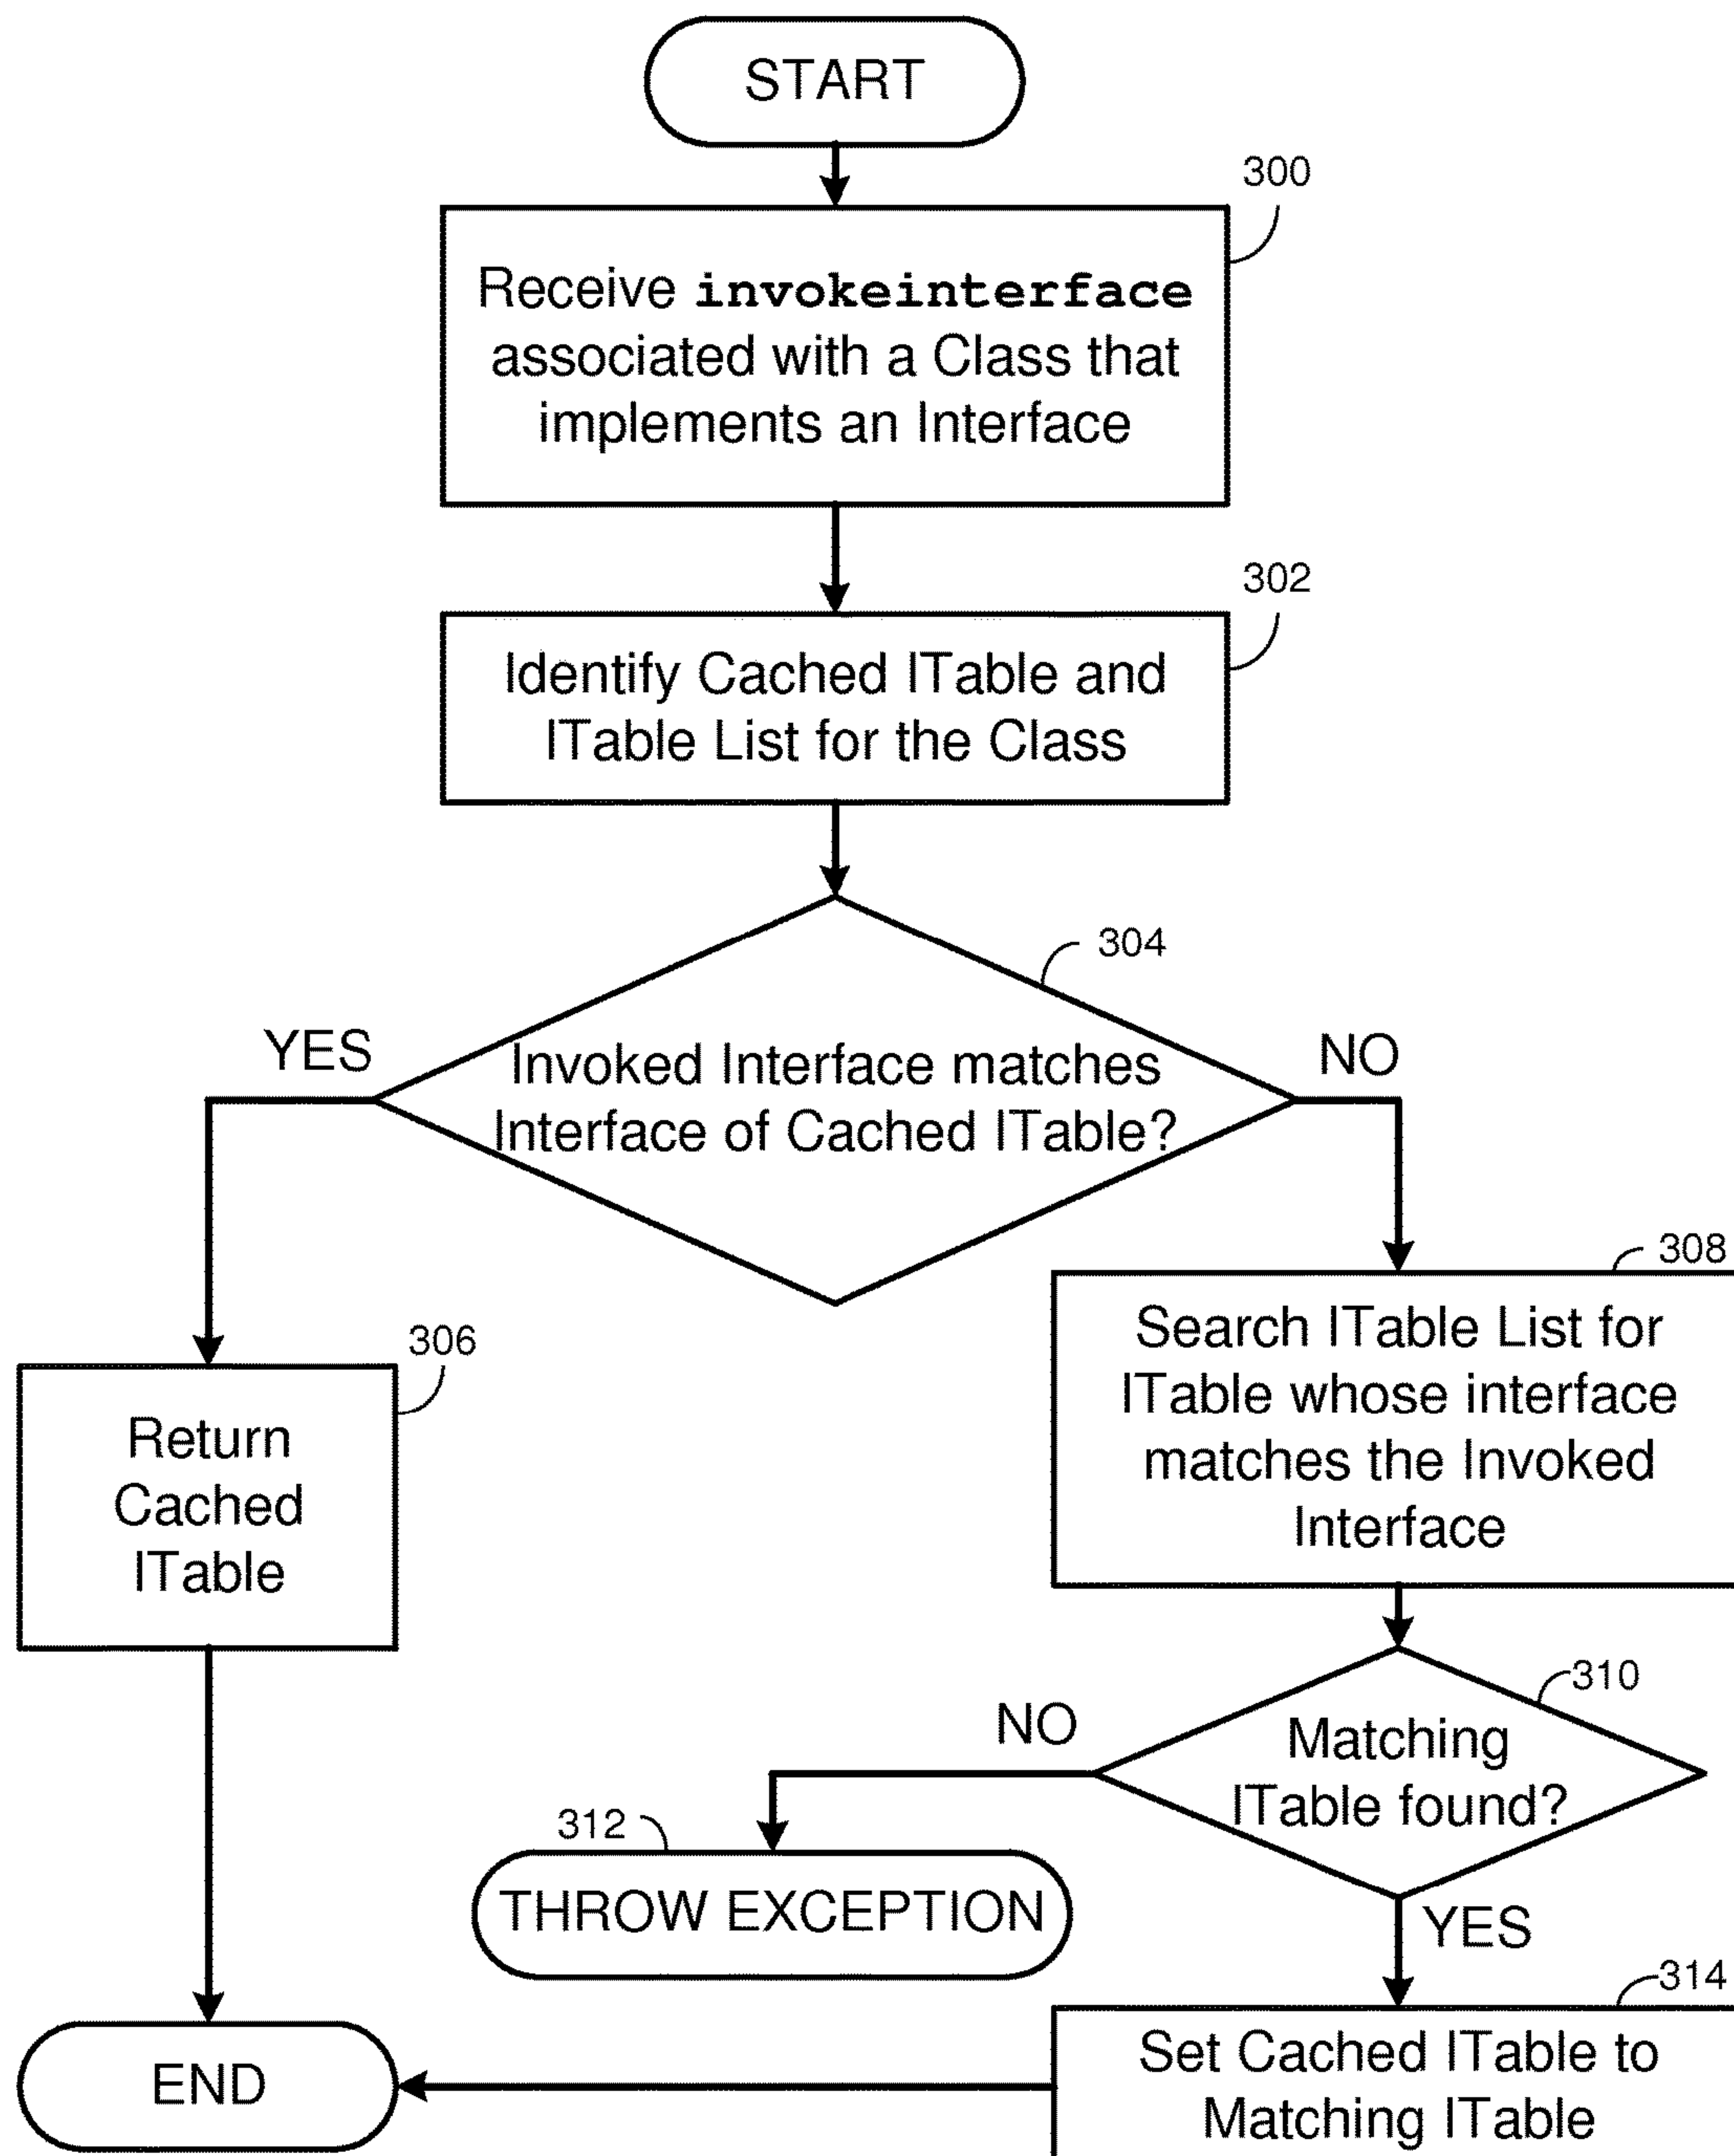 START
300
Receive invokeinterface
associated with a Class that
implements an Interface
302
Identify Cached ITable and
ITable List for the Class
304
YES
NO
Invoked Interface matches
Interface of Cached ITable?
308
306
Search ITable List for
ITable whose interface
matches the Invoked
Interface
Return
Cached
ITable
310
NO
Matching
ITable found?
312
THROW EXCEPTION
YES
314
Set Cached ITable to
Matching ITable
END